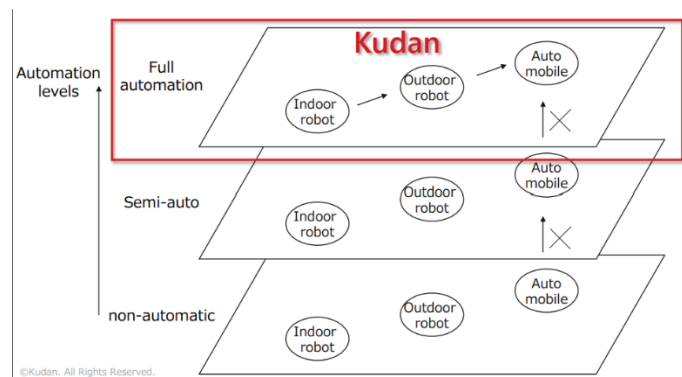 Kudan
Automation
levels
Full
automation
Indoor
robot
Outdoor
robot
Auto
mobile
Semi-auto
Indoor
robot
Outdoor
robot
Auto
mobile
non-automatic
Indoor
robot
Outdoor
robot
Auto
mobile
©Kudan. All Rights Reserved.